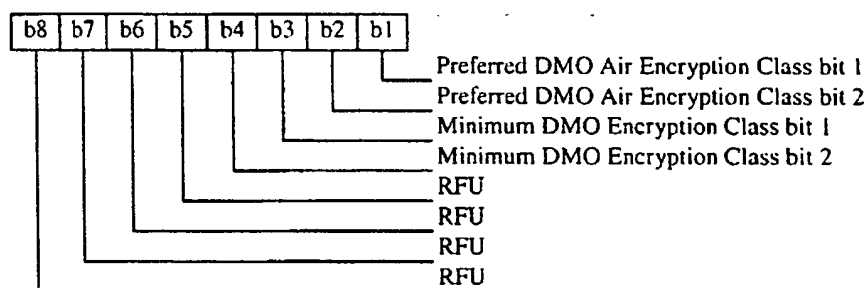 b8 b7 b6 b5 b4 b3 b2 b1
Preferred DMO Air Encryption Class bit 1
Preferred DMO Air Encryption Class bit 2
Minimum DMO Encryption Class bit 1
Minimum DMO Encryption Class bit 2
RFU
RFU
RFU
RFU